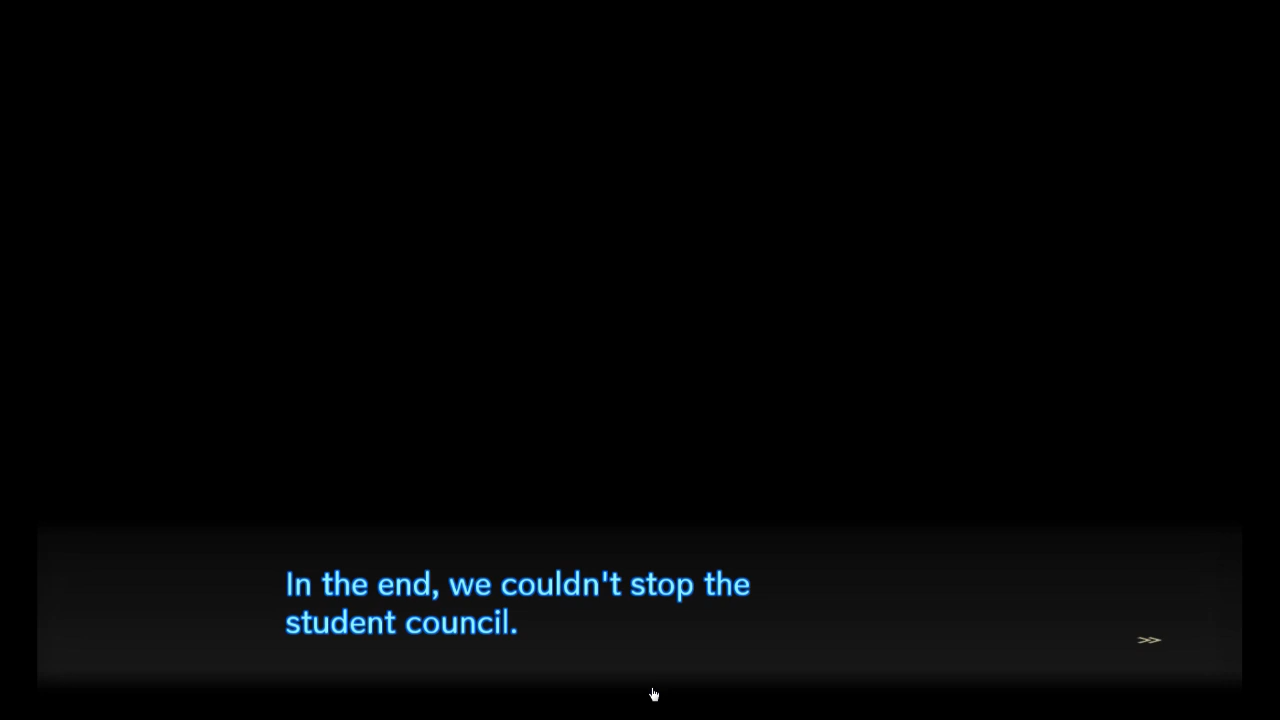 In the end, we couldn't stop the
student council.
>>